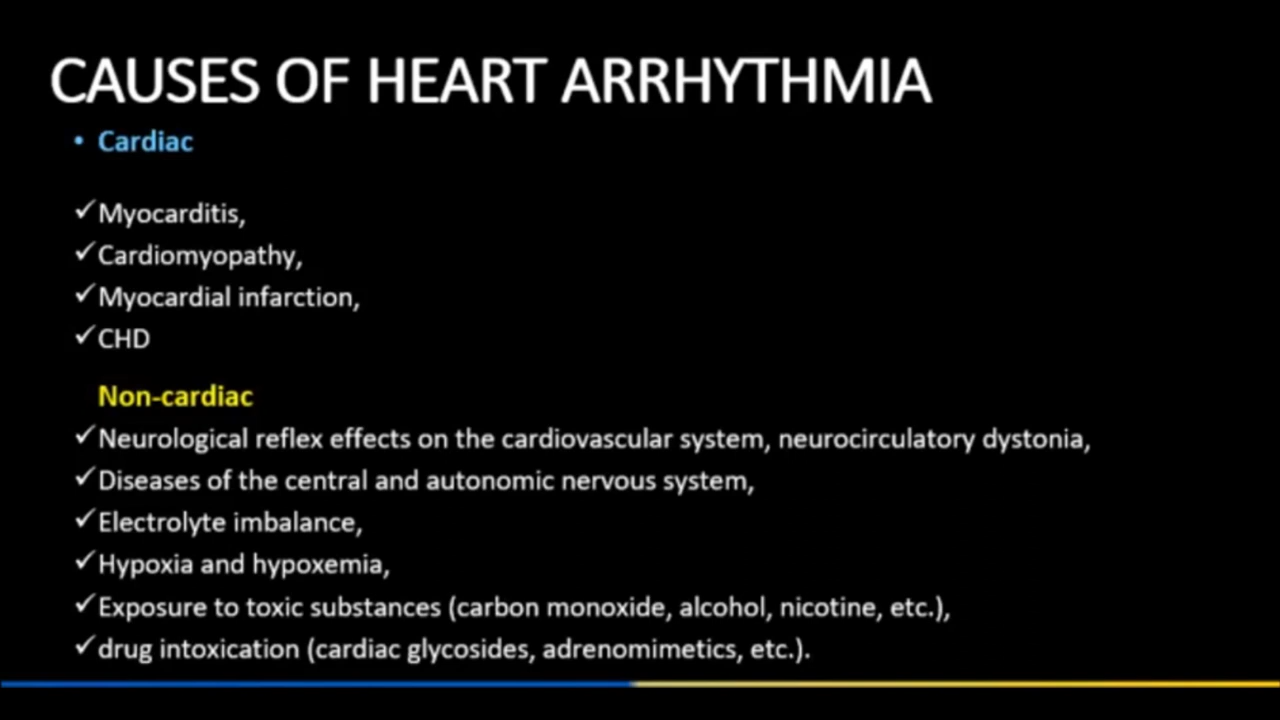 CAUSES OF HEART ARRHYTHMIA
• Cardiac
✓Myocarditis,
✓Cardiomyopathy,
✓Myocardial infarction,
✓CHD
Non-cardiac
✓Neurological reflex effects on the cardiovascular system, neurocirculatory dystonia,
✓Diseases of the central and autonomic nervous system,
✓Electrolyte imbalance,
✓Hypoxia and hypoxemia,
✓Exposure to toxic substances (carbon monoxide, alcohol, nicotine, etc.),
✓drug intoxication (cardiac glycosides, adrenomimetics, etc.).